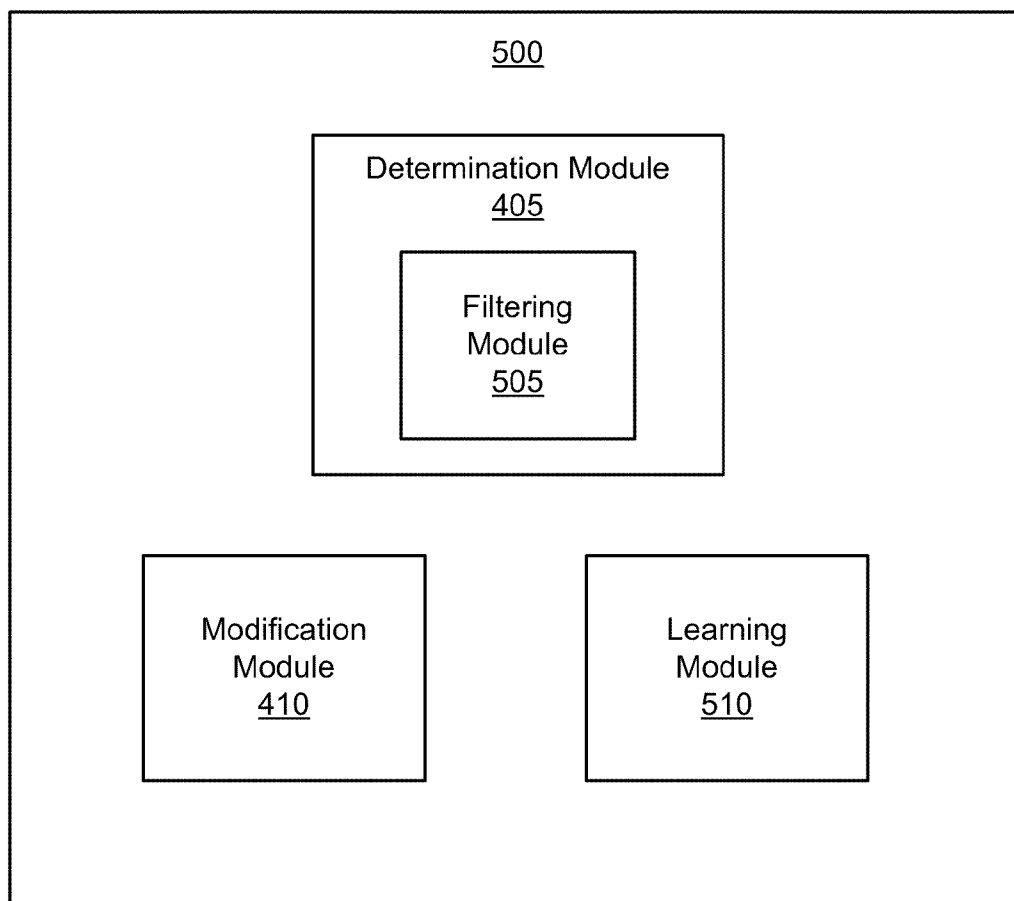 500
Determination Module
405
Filtering
Module
505
Modification
Module
410
Learning
Module
510